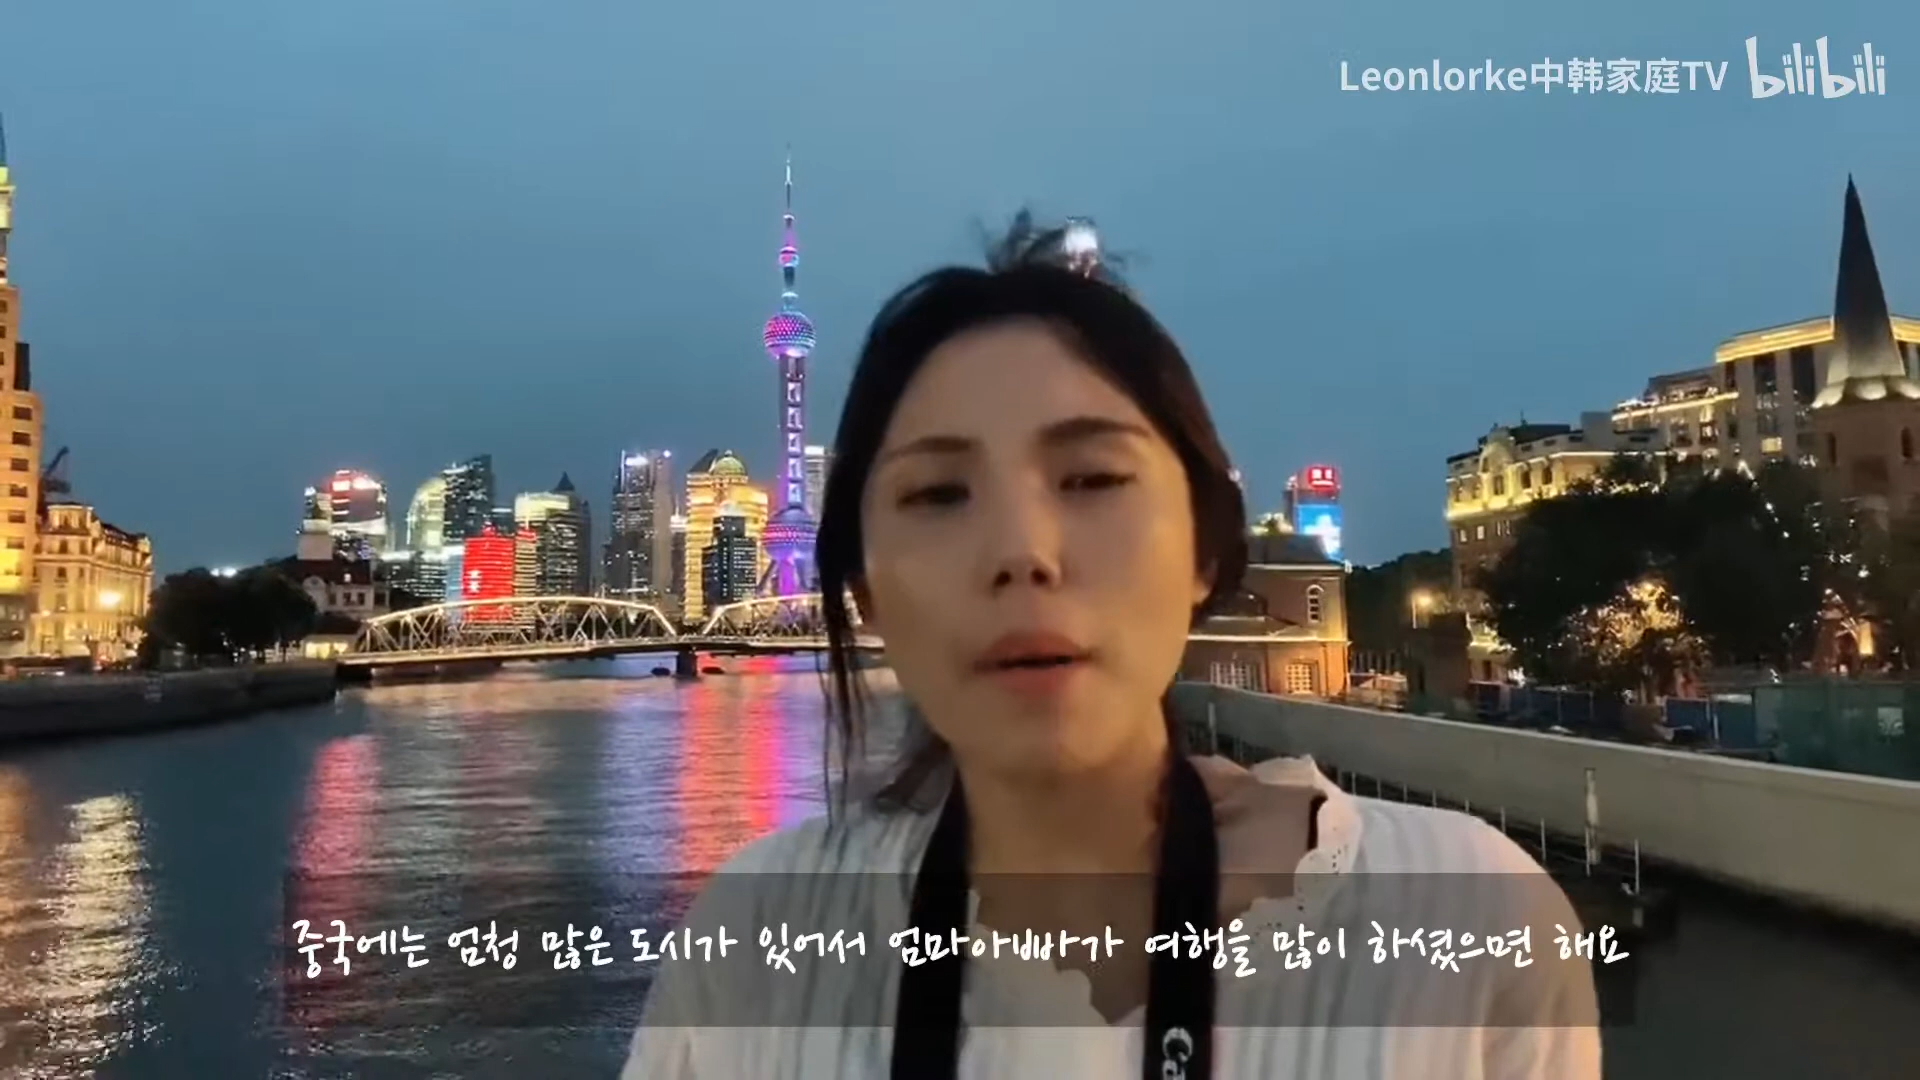 Leonlorke中韩家庭TV bilibili
중국에는 엄청 많은 도시가 있어서 엄마아빠가 여행을 많이 하셨으면 해요
Ca